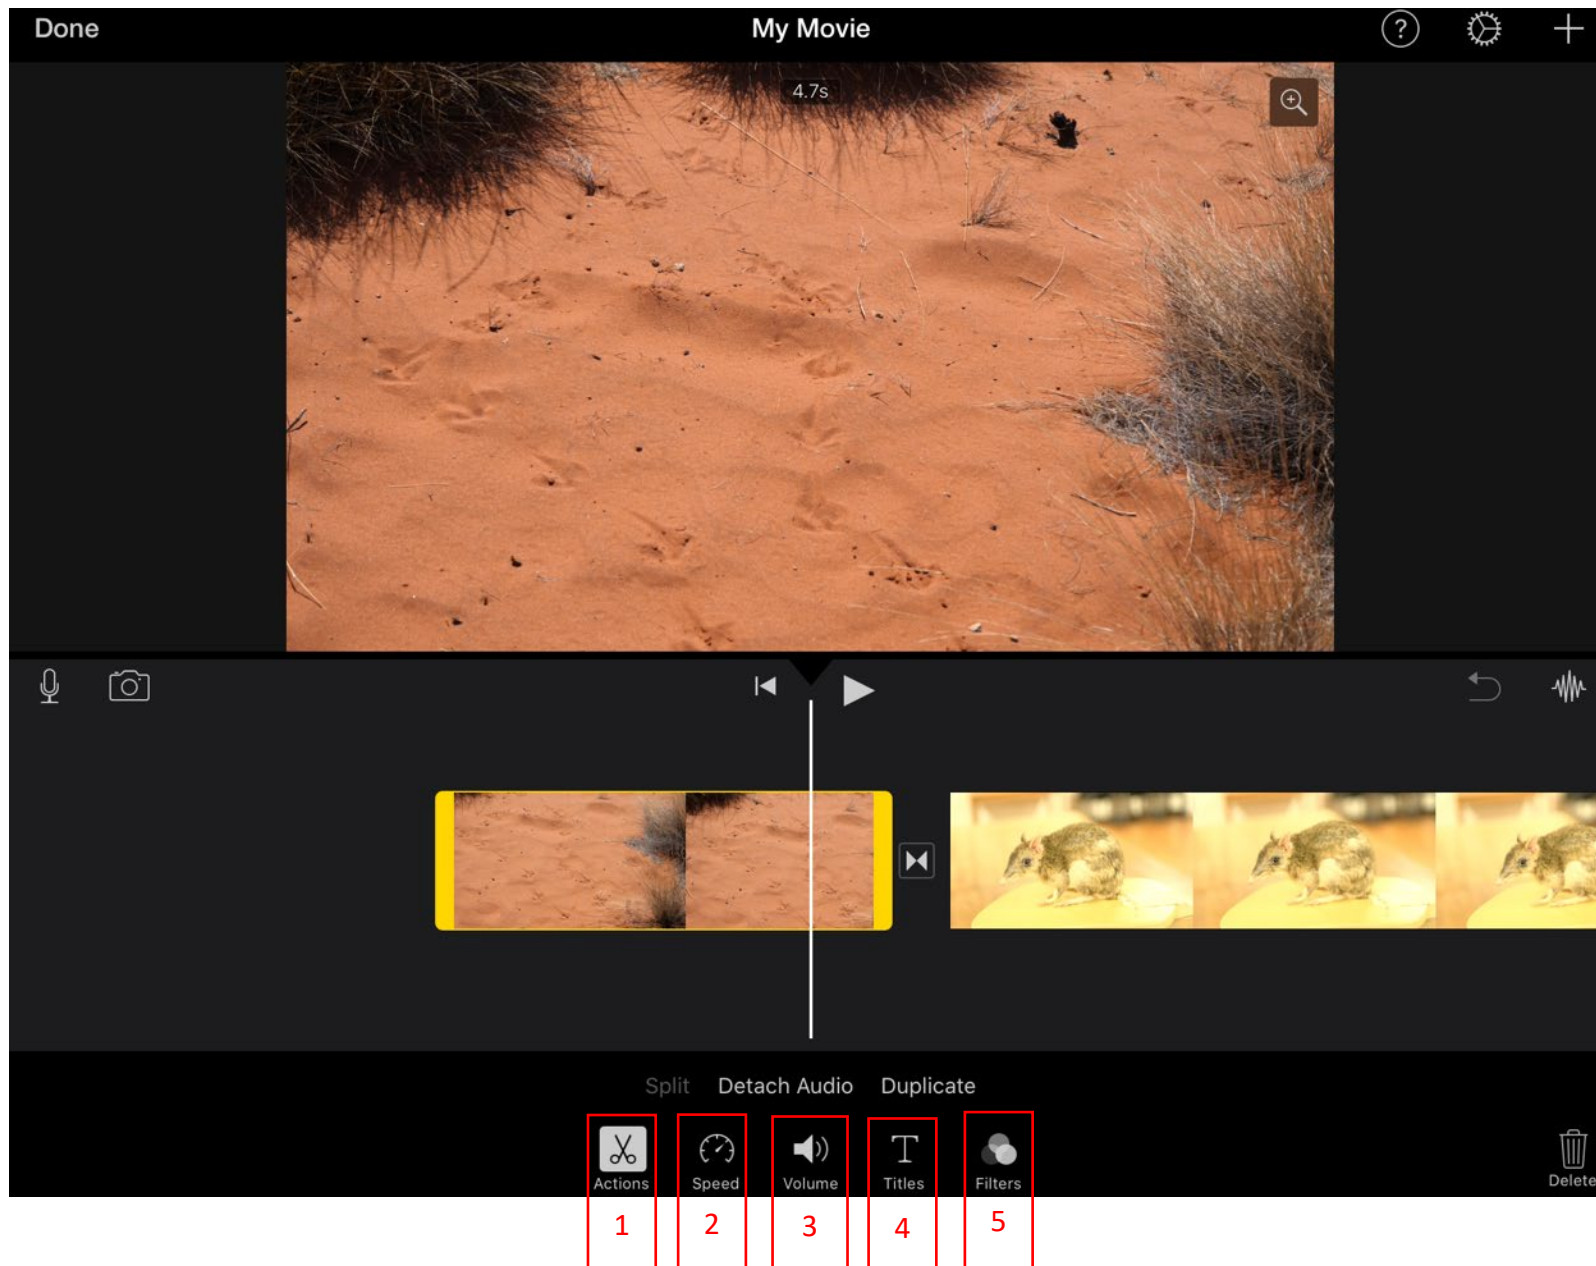 Done
My Movie
?
4.7s
Split Detach Audio Duplicate
Actions Speed Volume Titles Filters
Delete
1 2 3 4 5